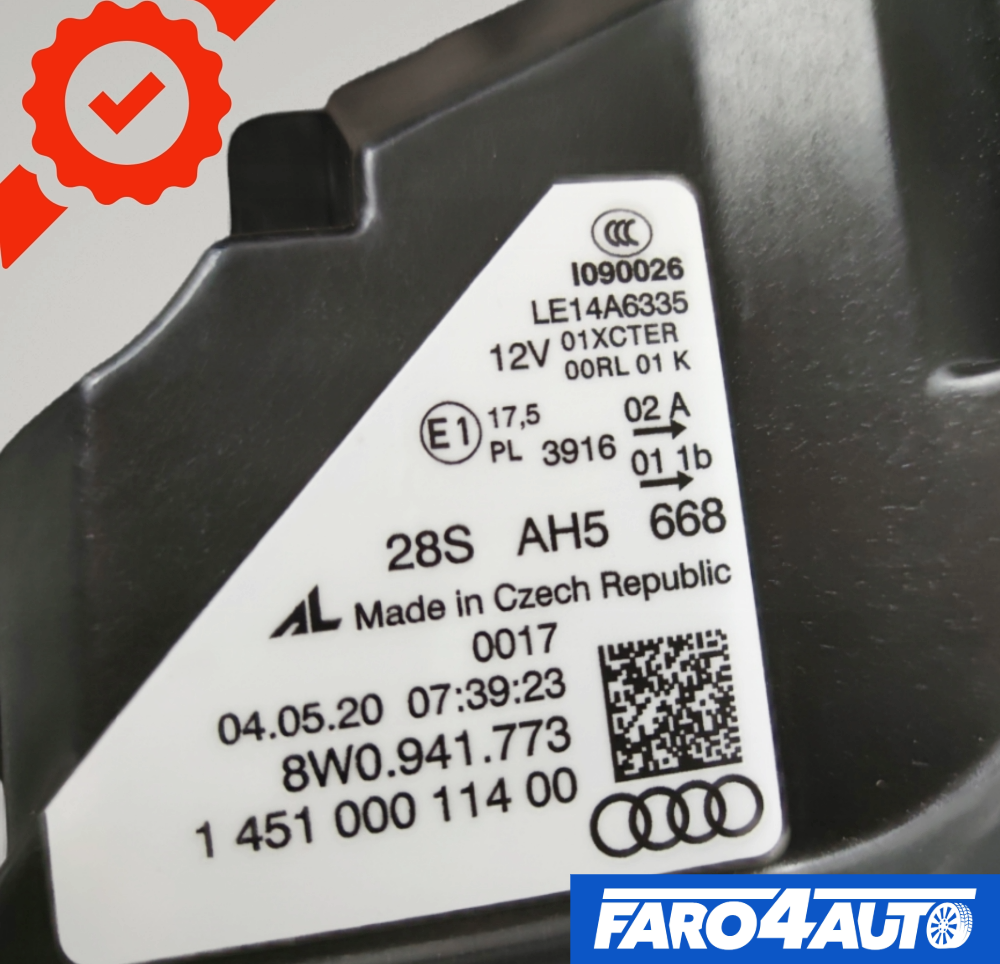 CCC
I090026
LE14A6335
12V 01XCTER
00RL 01 K
E1 17,5
PL 3916
02 A
01 1b
28S AH5 668
AL Made in Czech Republic
0017
04.05.20 07:39:23
8W0.941.773
1 451 000 114 00
FARO4AUTO